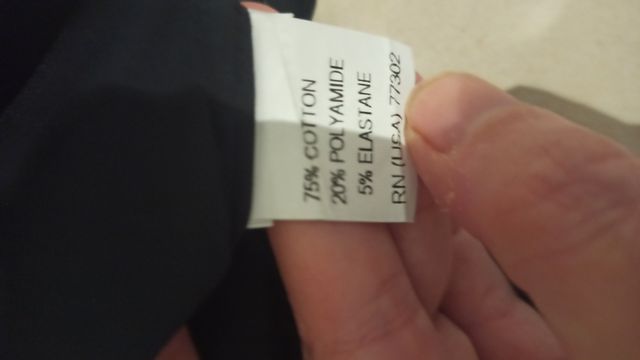 75% COTTON
20% POLYAMIDE
5% ELASTANE
RN (USA) 77302